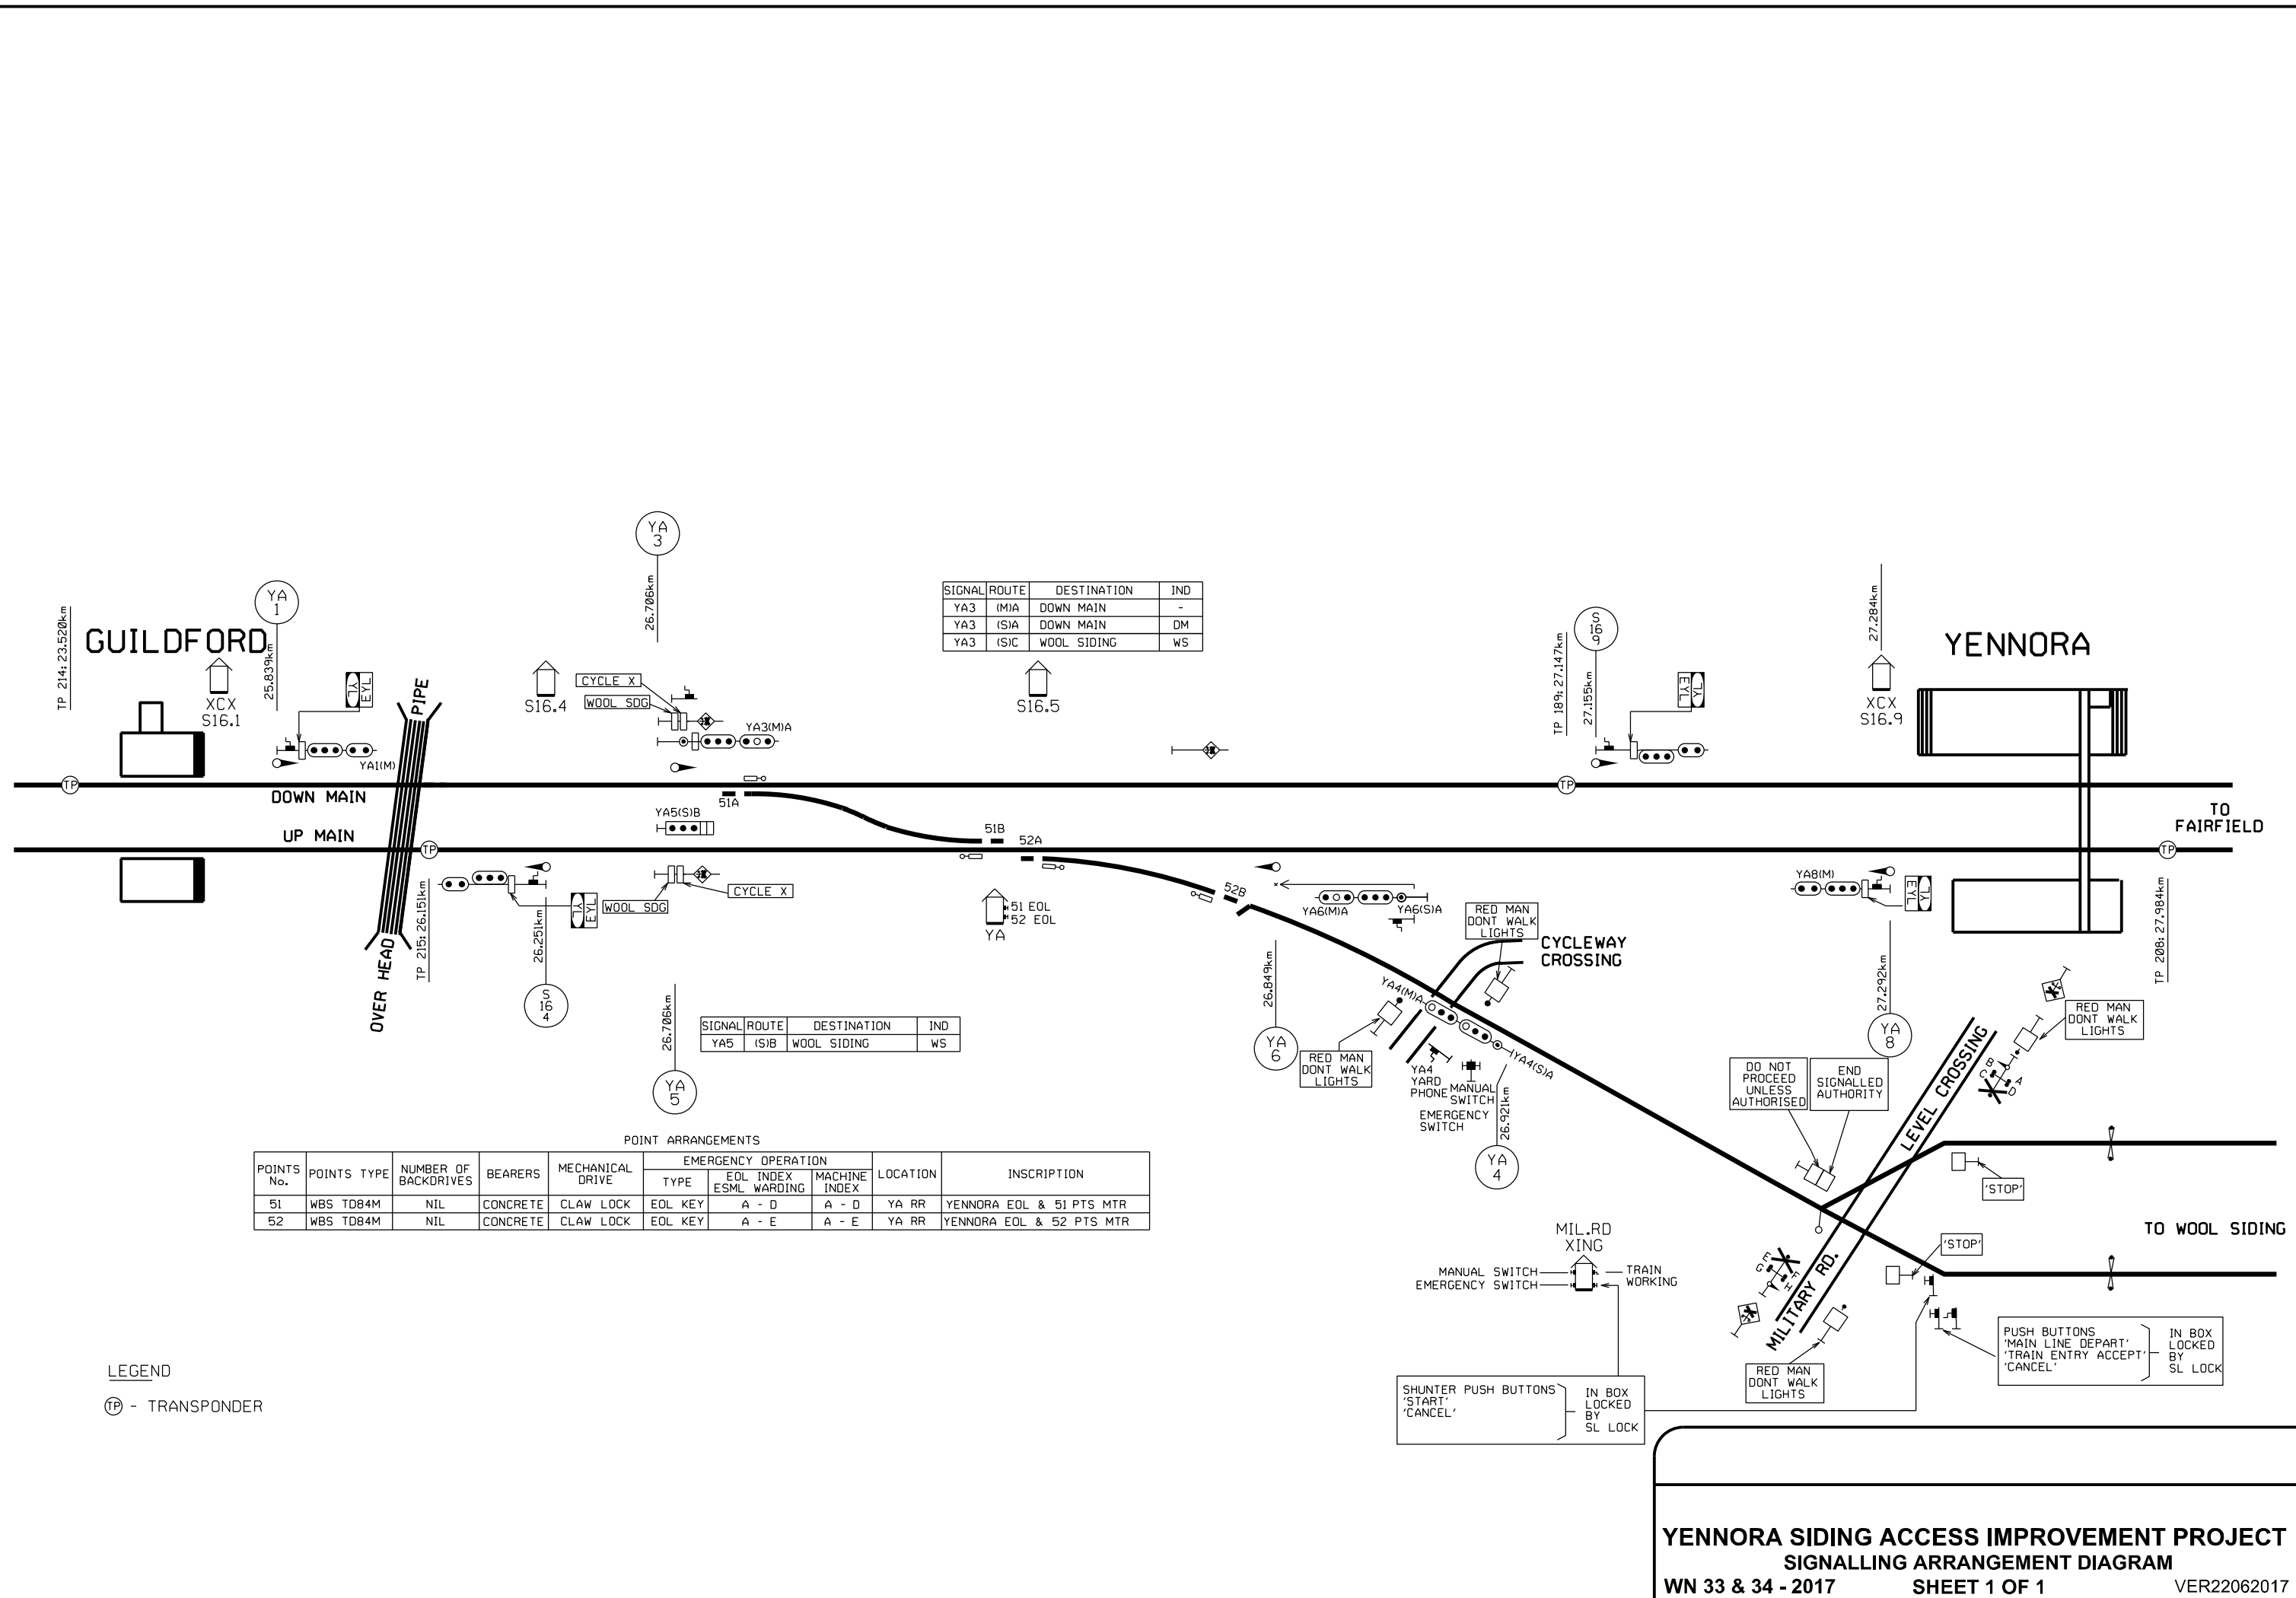 YA
3
26.706km
YA
1
25.839km
TP 214: 23.520km
GUILDFORD
XCX
S16.1
YL
EYL
YA1(M)
PIPE
OVER HEAD
S16.4
CYCLE X
WOOL SDG
YA3(M)A
SIGNAL ROUTE DESTINATION IND
YA3 (M)A DOWN MAIN -
YA3 (S)A DOWN MAIN DM
YA3 (S)C WOOL SIDING WS
S16.5
TP 189: 27.147km
S
16
9
27.155km
YL
EYL
27.284km
XCX
S16.9
YENNORA
TP
TP
DOWN MAIN
51A
YA5(S)B
51B
52A
UP MAIN
TP
TP
TO
FAIRFIELD
TP 215: 26.151km
26.251km
S
16
4
YL
EYL
WOOL SDG
CYCLE X
26.706km
YA
5
51 EOL
52 EOL
YA
52B
YA6(M)A
YA6(S)A
26.849km
YA
6
RED MAN
DONT WALK
LIGHTS
CYCLEWAY
CROSSING
YA4(M)A
YA4(S)A
RED MAN
DONT WALK
LIGHTS
YA4
YARD
PHONE
MANUAL
SWITCH
EMERGENCY
SWITCH
26.921km
YA
4
YA8(M)
YL
EYL
27.292km
YA
8
TP 208: 27.984km
SIGNAL ROUTE DESTINATION IND
YA5 (S)B WOOL SIDING WS
DO NOT
PROCEED
UNLESS
AUTHORISED
END
SIGNALLED
AUTHORITY
LEVEL CROSSING
MILITARY RD.
RED MAN
DONT WALK
LIGHTS
B
C
A
D
'STOP'
'STOP'
TO WOOL SIDING
E
G
F
H
POINT ARRANGEMENTS
POINTS
No.
POINTS TYPE
NUMBER OF
BACKDRIVES
BEARERS
MECHANICAL
DRIVE
EMERGENCY OPERATION
TYPE
EOL INDEX
ESML WARDING
MACHINE
INDEX
LOCATION
INSCRIPTION
51 WBS TD84M NIL CONCRETE CLAW LOCK EOL KEY A - D A - D YA RR YENNORA EOL & 51 PTS MTR
52 WBS TD84M NIL CONCRETE CLAW LOCK EOL KEY A - E A - E YA RR YENNORA EOL & 52 PTS MTR
MIL.RD
XING
MANUAL SWITCH
EMERGENCY SWITCH
TRAIN
WORKING
RED MAN
DONT WALK
LIGHTS
PUSH BUTTONS
'MAIN LINE DEPART'
'TRAIN ENTRY ACCEPT'
'CANCEL'
IN BOX
LOCKED
BY
SL LOCK
SHUNTER PUSH BUTTONS
'START'
'CANCEL'
IN BOX
LOCKED
BY
SL LOCK
LEGEND
TP - TRANSPONDER
YENNORA SIDING ACCESS IMPROVEMENT PROJECT
SIGNALLING ARRANGEMENT DIAGRAM
WN 33 & 34 - 2017 SHEET 1 OF 1 VER22062017